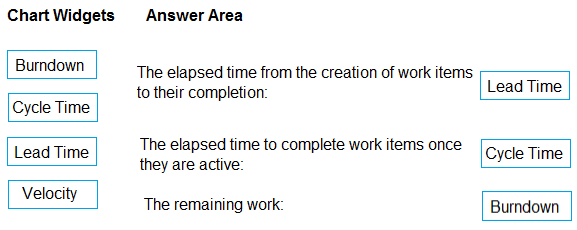 Chart Widgets Answer Area
Burndown
Cycle Time
Lead Time
Velocity
The elapsed time from the creation of work items
to their completion:
Lead Time
The elapsed time to complete work items once
they are active:
Cycle Time
The remaining work:
Burndown